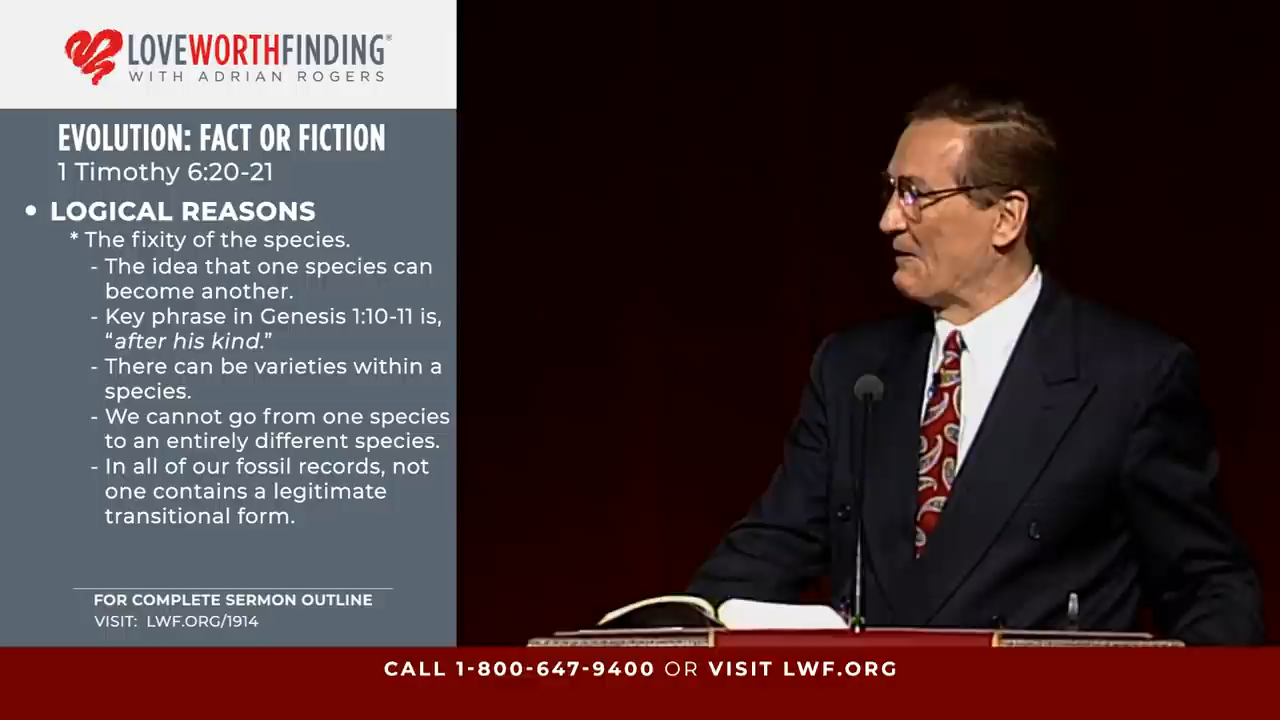 LOVEWORTHFINDING®
WITH ADRIAN ROGERS
EVOLUTION: FACT OR FICTION
1 Timothy 6:20-21
• LOGICAL REASONS
* The fixity of the species.
- The idea that one species can
become another.
- Key phrase in Genesis 1:10-11 is,
“after his kind.”
- There can be varieties within a
species.
- We cannot go from one species
to an entirely different species.
- In all of our fossil records, not
one contains a legitimate
transitional form.
FOR COMPLETE SERMON OUTLINE
VISIT: LWF.ORG/1914
CALL 1-800-647-9400 OR VISIT LWF.ORG